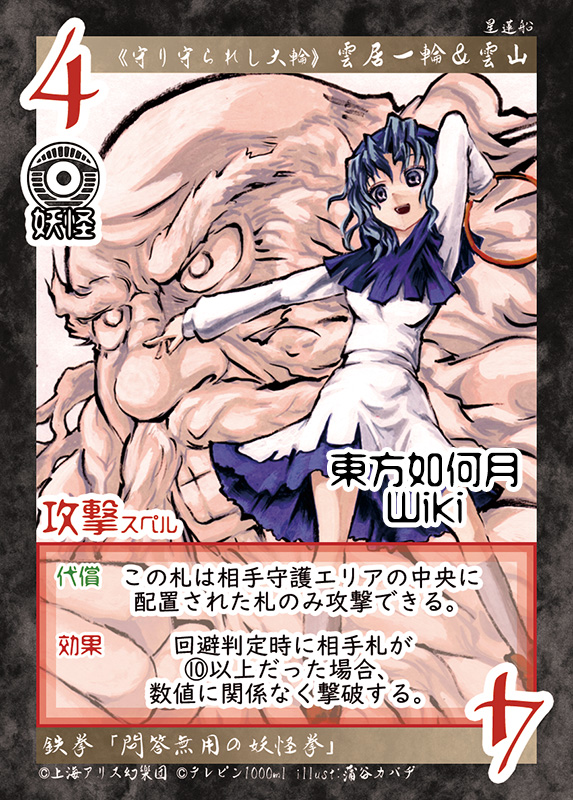 星蓮船
4
《守り守られし大輪》 雲居一輪&雲山
妖怪
東方如何月
Wiki
攻撃スペル
代償 この札は相手守護エリアの中央に
配置された札のみ攻撃できる。
効果 回避判定時に相手札が
⑩以上だった場合、
数値に関係なく撃破する。
4
鉄拳「問答無用の妖怪拳」
©上海アリス幻樂団 ©テレピン1000ml illust:蒲谷カバヂ